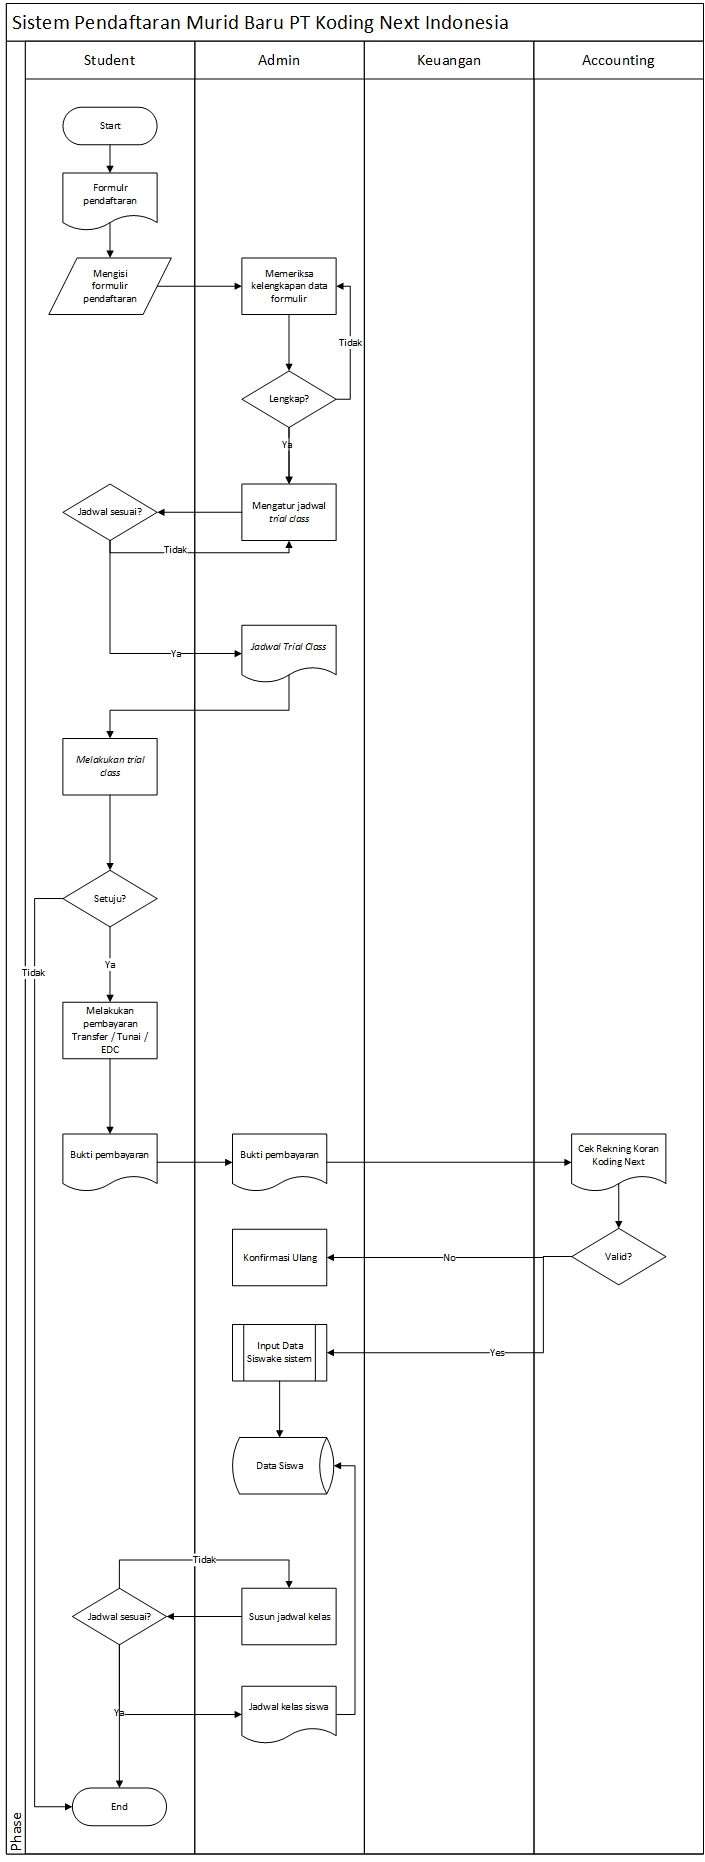 Sistem Pendaftaran Murid Baru PT Koding Next Indonesia
Student
Admin
Keuangan
Accounting
Start
Formulr
pendaftaran
Mengisi
formulir
pendaftaran
Memeriksa
kelengkapan data
formulir
Tidak
Lengkap?
Ya
Jadwal sesuai?
Mengatur jadwal
trial class
Tidak
Ya
Jadwal Trial Class
Melakukan trial
class
Setuju?
Tidak
Ya
Melakukan
pembayaran
Transfer / Tunai /
EDC
Bukti pembayaran
Bukti pembayaran
Cek Rekning Koran
Koding Next
Konfirmasi Ulang
No
Valid?
Input Data
Siswake sistem
Yes
Data Siswa
Tidak
Jadwal sesuai?
Susun jadwal kelas
Ya
Jadwal kelas siswa
End
Phase